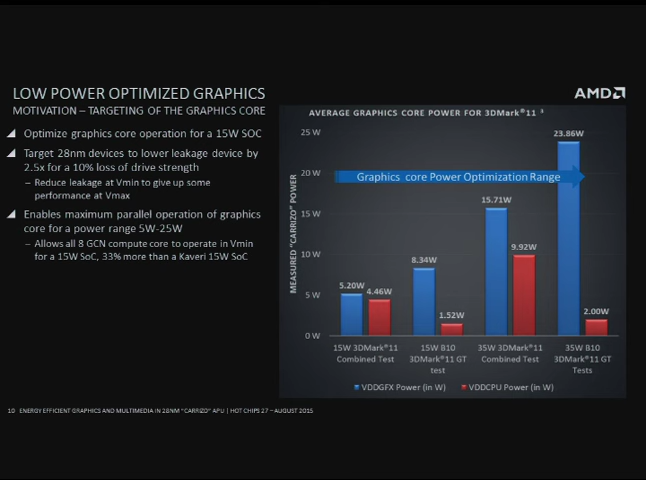 LOW POWER OPTIMIZED GRAPHICS
AMD
MOTIVATION – TARGETING OF THE GRAPHICS CORE
Optimize graphics core operation for a 15W SOC
Target 28nm devices to lower leakage device by
2.5x for a 10% loss of drive strength
– Reduce leakage at Vmin to give up some
performance at Vmax
Enables maximum parallel operation of graphics
core for a power range 5W-25W
– Allows all 8 GCN compute core to operate in Vmin
for a 15W SoC, 33% more than a Kaveri 15W SoC
AVERAGE GRAPHICS CORE POWER FOR 3DMark®11 ³
MEASURED "CARRIZO" POWER
25 W
20 W
15 W
10 W
5 W
0 W
Graphics core Power Optimization Range
5.20W
4.46W
8.34W
1.52W
15.71W
9.92W
23.86W
2.00W
15W 3DMark®11
Combined Test
15W 810
3DMark®11 GT
test
35W 3DMark®11
Combined Test
35W 810
3DMark®11 GT
Tests
VDDGFX Power (in W)
VDDCPU Power (in W)
10 ENERGY EFFICIENT GRAPHICS AND MULTIMEDIA IN 28NM "CARRIZO" APU | HOT CHIPS 27 – AUGUST 2015